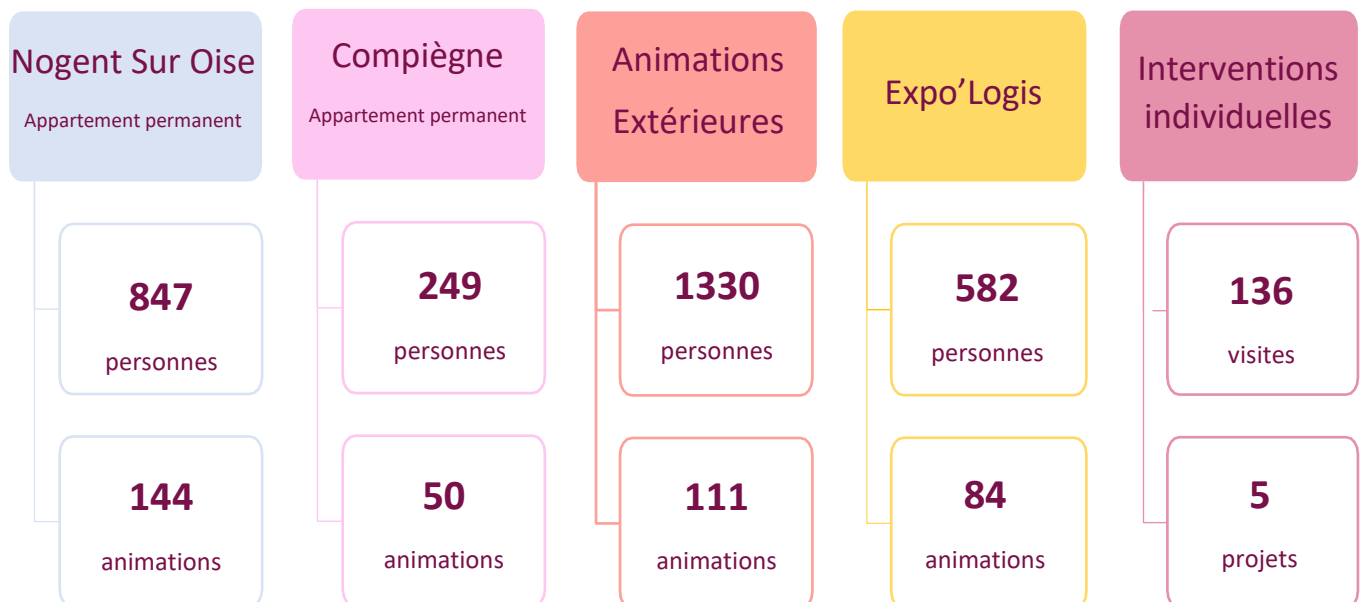 Nogent Sur Oise
Appartement permanent
847
personnes
144
animations
Compiègne
Appartement permanent
249
personnes
50
animations
Animations
Extérieures
1330
personnes
111
animations
Expo’Logis
582
personnes
84
animations
Interventions
individuelles
136
visites
5
projets